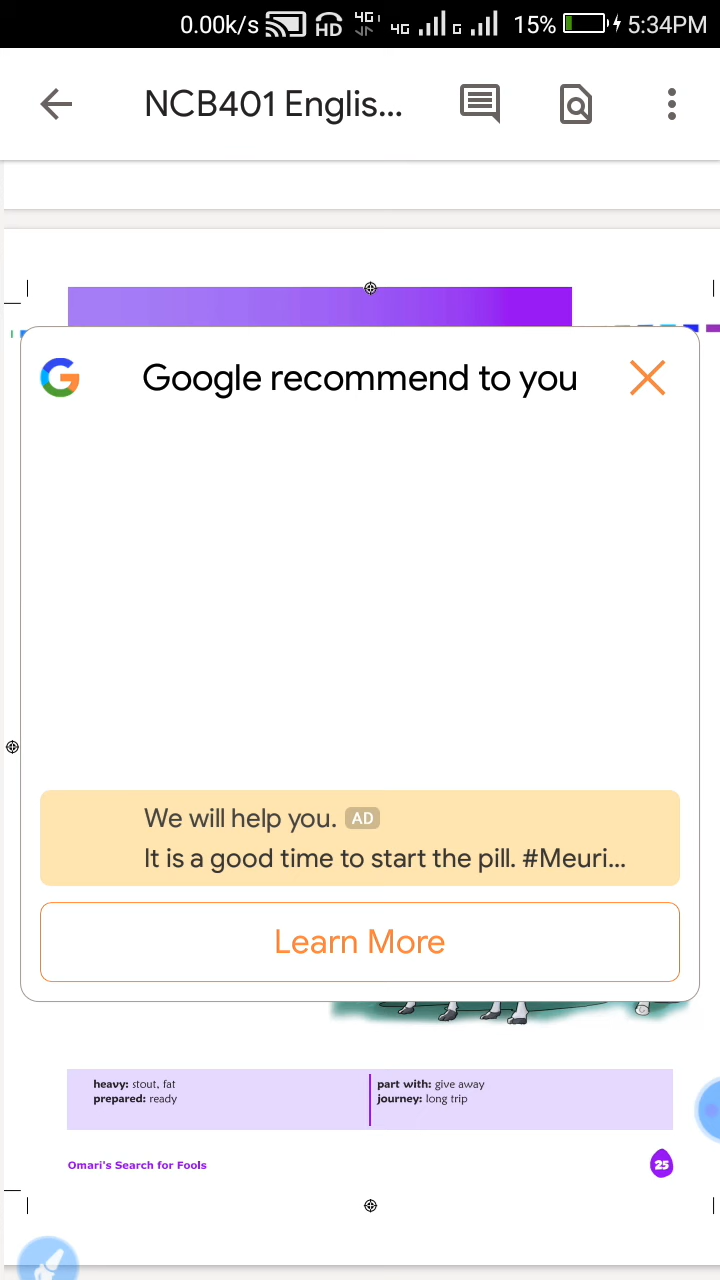 0.00k/s HD 4G 4G G 15% 5:34PM
NCB401 Englis...
Google recommend to you
We will help you. AD
It is a good time to start the pill. #Meuri...
Learn More
heavy: stout, fat
prepared: ready
part with: give away
journey: long trip
Omari's Search for Fools
25